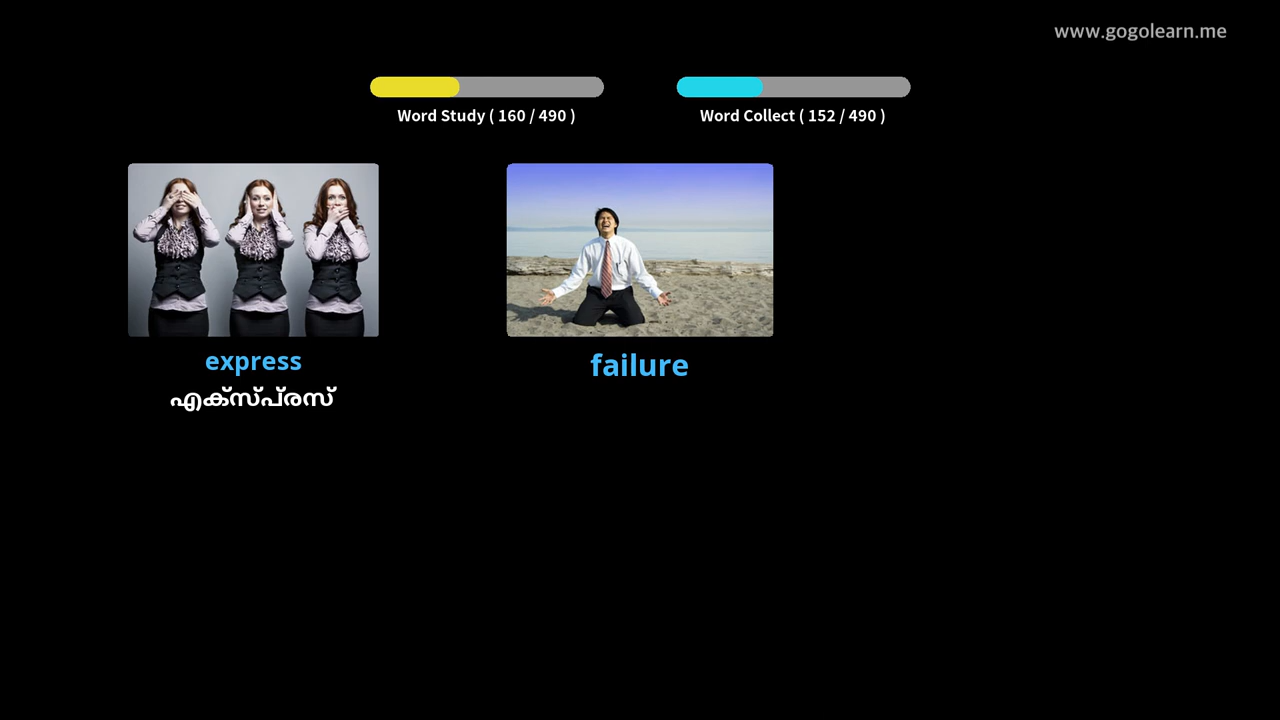 www.gogolearn.me
Word Study ( 160 / 490 )
Word Collect ( 152 / 490 )
express
എക്സ്പ്രസ്
failure